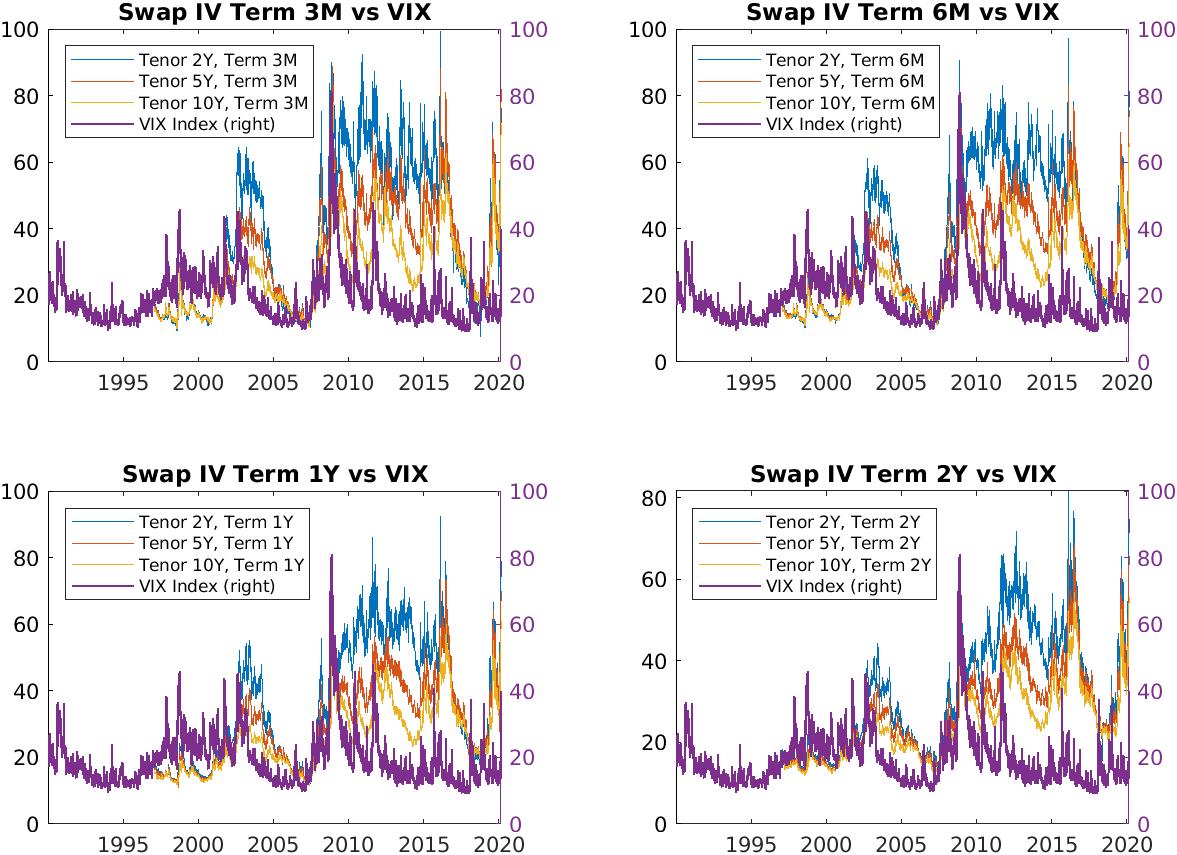 Swap IV Term 3M vs VIX
100
80
60
40
20
0
Tenor 2Y, Term 3M
Tenor 5Y, Term 3M
Tenor 10Y, Term 3M
VIX Index (right)
100
80
60
40
20
0
1995 2000 2005 2010 2015 2020
Swap IV Term 6M vs VIX
100
80
60
40
20
0
Tenor 2Y, Term 6M
Tenor 5Y, Term 6M
Tenor 10Y, Term 6M
VIX Index (right)
100
80
60
40
20
0
1995 2000 2005 2010 2015 2020
Swap IV Term 1Y vs VIX
100
80
60
40
20
0
Tenor 2Y, Term 1Y
Tenor 5Y, Term 1Y
Tenor 10Y, Term 1Y
VIX Index (right)
100
80
60
40
20
0
1995 2000 2005 2010 2015 2020
Swap IV Term 2Y vs VIX
80
60
40
20
0
Tenor 2Y, Term 2Y
Tenor 5Y, Term 2Y
Tenor 10Y, Term 2Y
VIX Index (right)
100
80
60
40
20
0
1995 2000 2005 2010 2015 2020